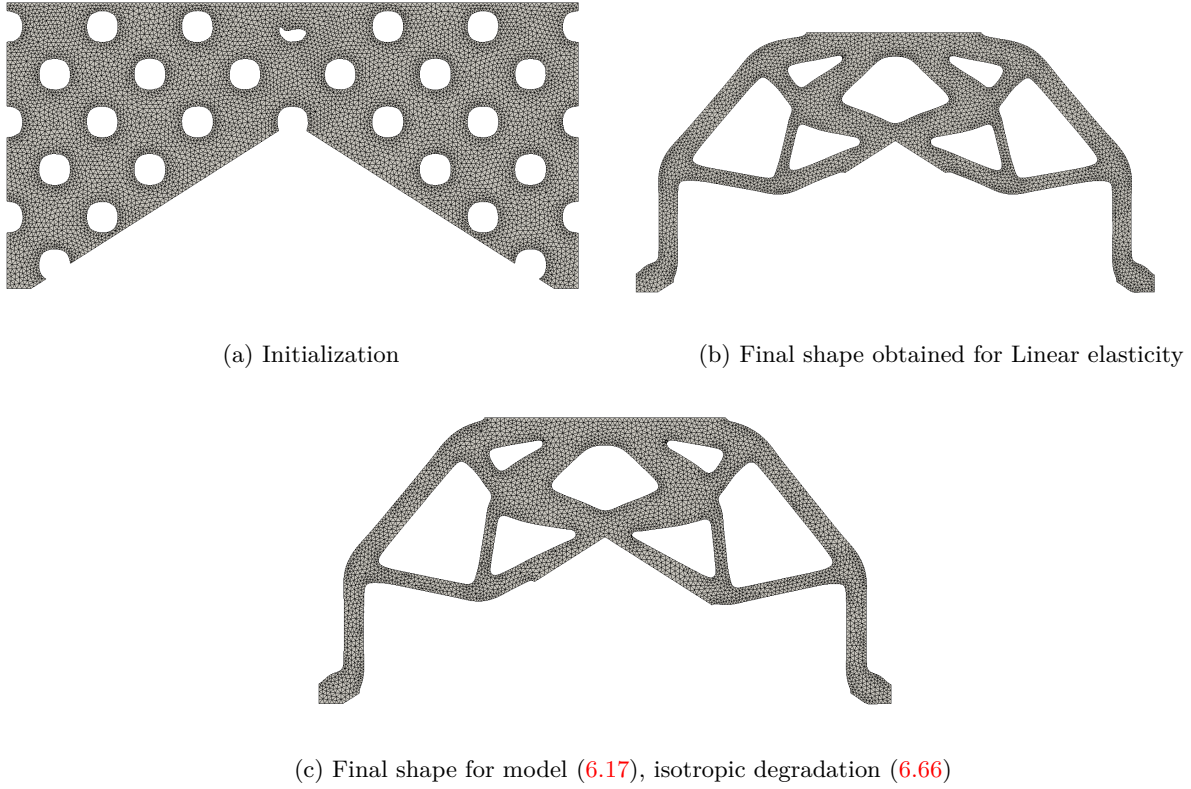 (a) Initialization
(b) Final shape obtained for Linear elasticity
(c) Final shape for model (6.17), isotropic degradation (6.66)